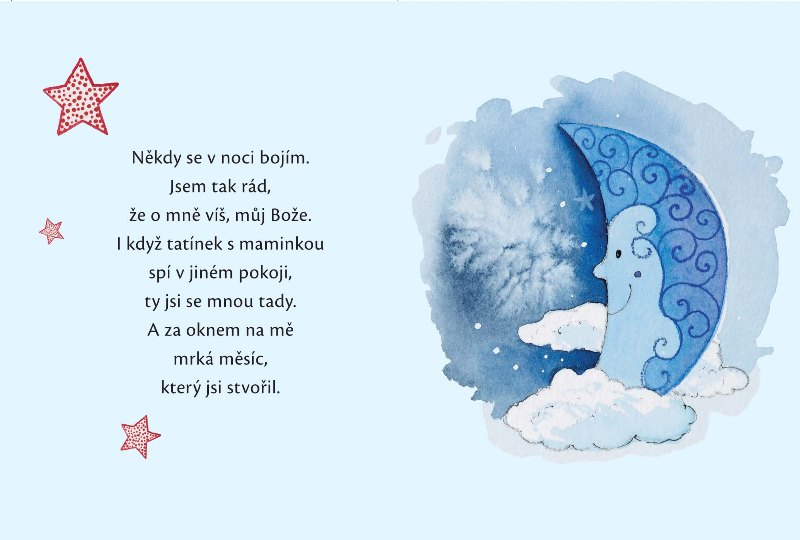 Někdy se v noci bojím.
Jsem tak rád,
že o mně víš, můj Bože.
I když tatínek s maminkou
spí v jiném pokoji,
ty jsi se mnou tady.
A za oknem na mě
mrká měsíc,
který jsi stvořil.